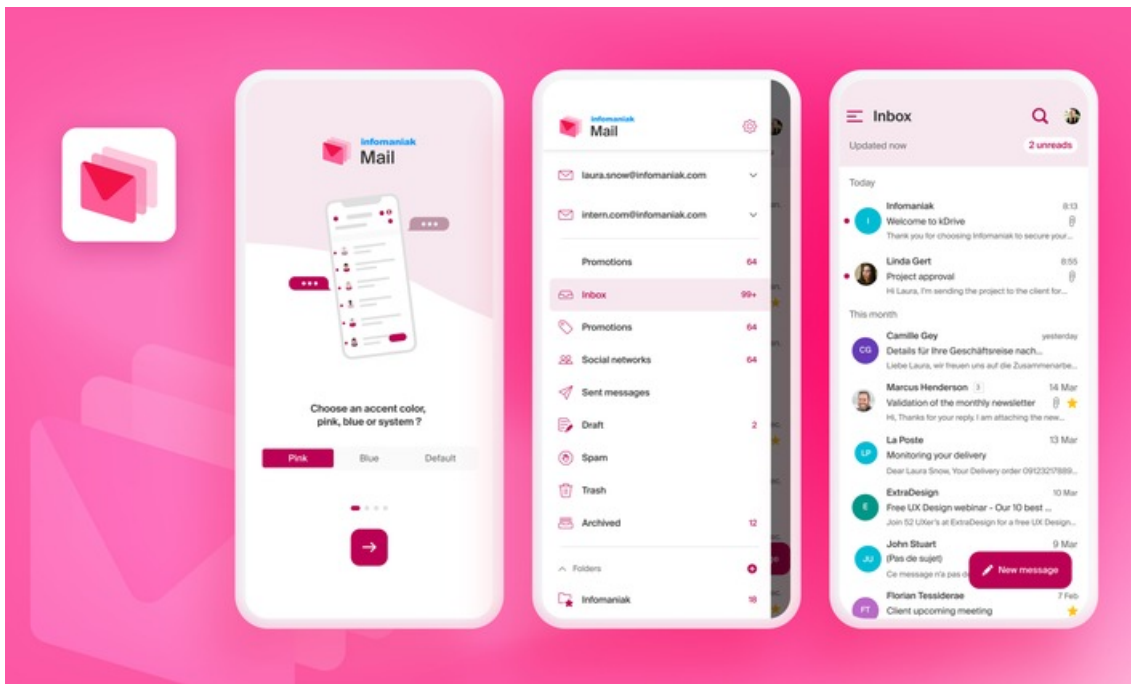 infomaniak
Mail
Choose an accent color,
pink, blue or system ?
Pink Blue Default
infomaniak
Mail
laura.snow@infomaniak.com
intern.com@infomaniak.com
Promotions 64
Inbox 99+
Promotions 64
Social networks 64
Sent messages
Draft 2
Spam
Trash
Archived 12
Folders
Infomaniak 18
Inbox
Updated now 2 unreads
Today
Infomaniak 8:13
I
Welcome to kDrive
Thank you for choosing Infomaniak to secure your...
Linda Gert 8:55
Project approval
Hi Laura, I'm sending the project to the client for...
This month
Camille Gey yesterday
CG
Details für Ihre Geschäftsreise nach...
Liebe Laura, wir freuen uns auf die Zusammenarbe...
Marcus Henderson 3 14 Mar
Validation of the monthly newsletter
Hi, Thanks for your reply. I am attaching the new...
La Poste 13 Mar
LP
Monitoring your delivery
Dear Laura Snow, Your Delivery order 09123217889...
ExtraDesign 10 Mar
E
Free UX Design webinar - Our 10 best ...
Join 52 UXer's at ExtraDesign for a free UX Design...
John Stuart 9 Mar
JU
(Pas de sujet)
Ce message n'a pas
New message
Florian Tessiderae 7 Feb
FT
Client upcoming meeting